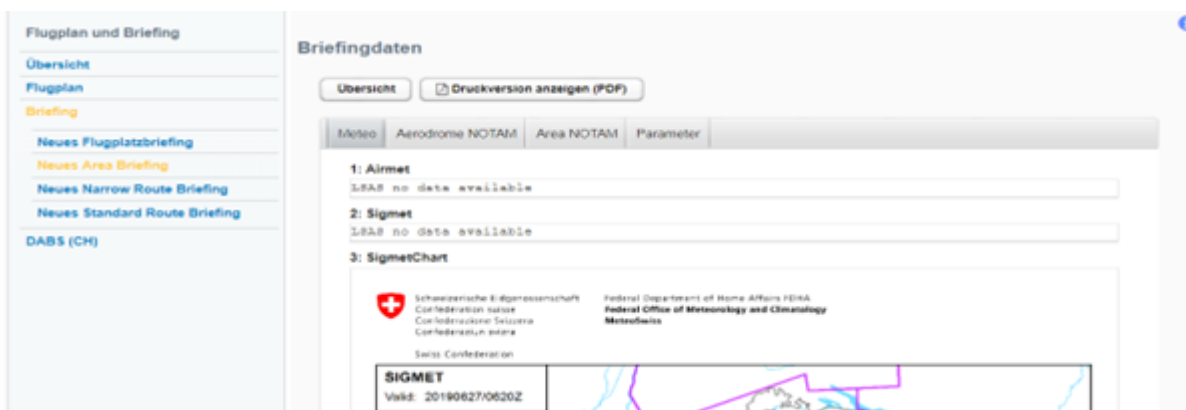 Flugplan und Briefing
Übersicht
Flugplan
Briefing
Neues Flugplatzbriefing
Neues Area Briefing
Neues Narrow Route Briefing
Neues Standard Route Briefing
DABS (CH)
Briefingdaten
Übersicht
Druckversion anzeigen (PDF)
Meteo Aerodrome NOTAM Area NOTAM Parameter
1: Airmet
LSAS no data available
2: Sigmet
LSAS no data available
3: SigmetChart
Schweizerische Eidgenossenschaft
Confédération suisse
Confederazione Svizzera
Confederaziun svizra
Swiss Confederation
Federal Department of Home Affairs FDHA
Federal Office of Meteorology and Climatology
MeteoSwiss
SIGMET
Valid: 20190627/0620Z